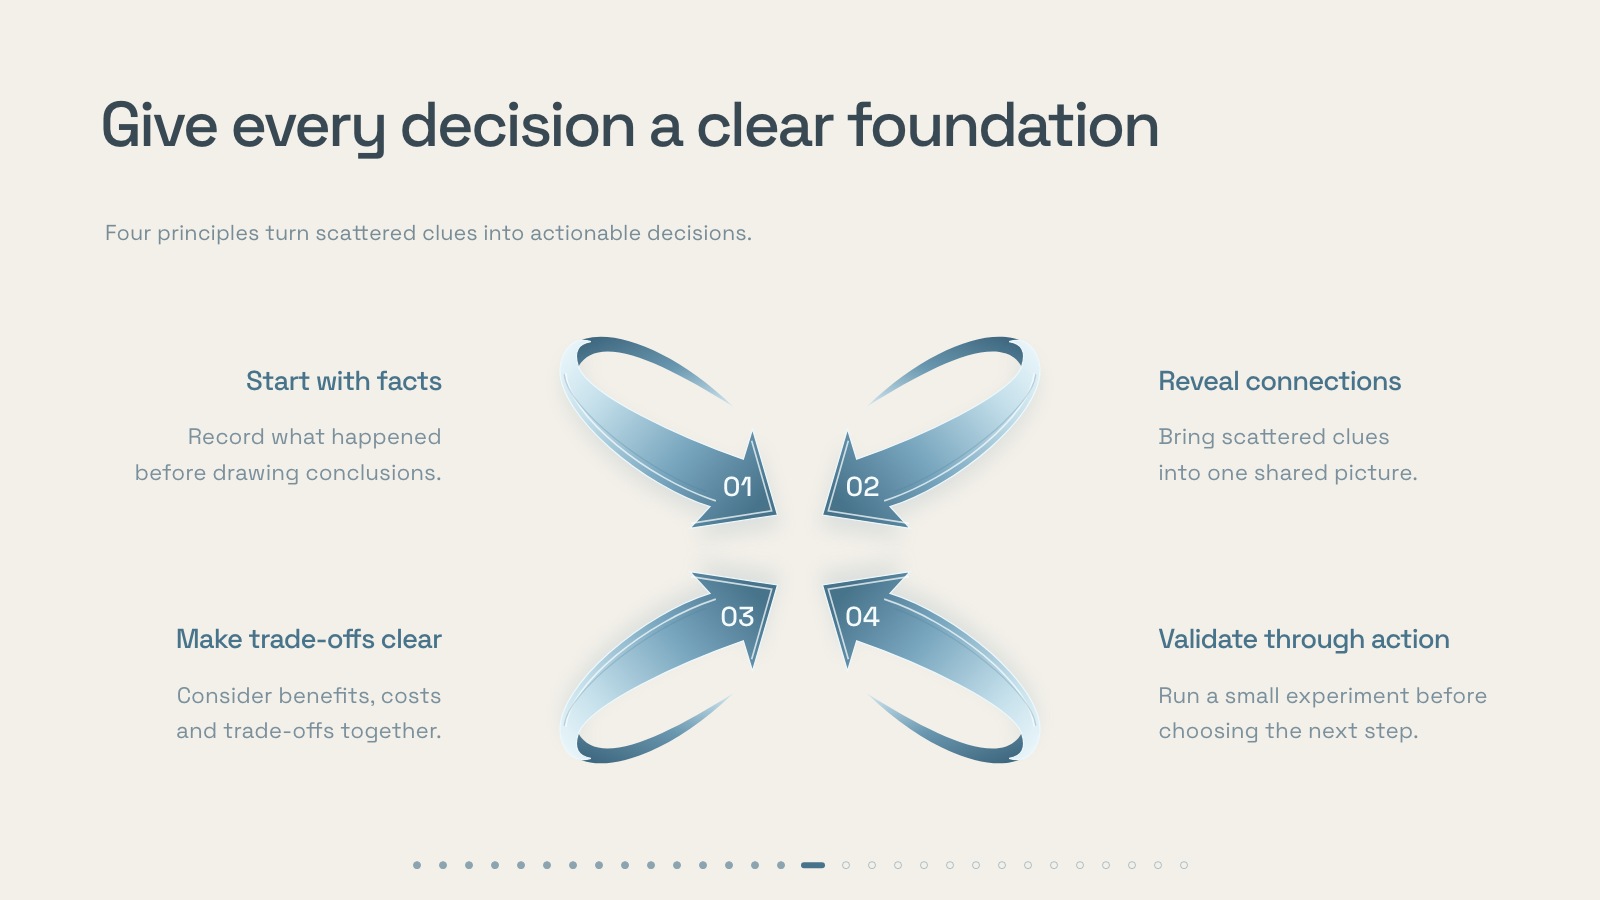 Give every decision a clear foundation
Four principles turn scattered clues into actionable decisions.
Start with facts
Record what happened
before drawing conclusions.
01
02
Reveal connections
Bring scattered clues
into one shared picture.
Make trade-offs clear
Consider benefits, costs
and trade-offs together.
03
04
Validate through action
Run a small experiment before
choosing the next step.